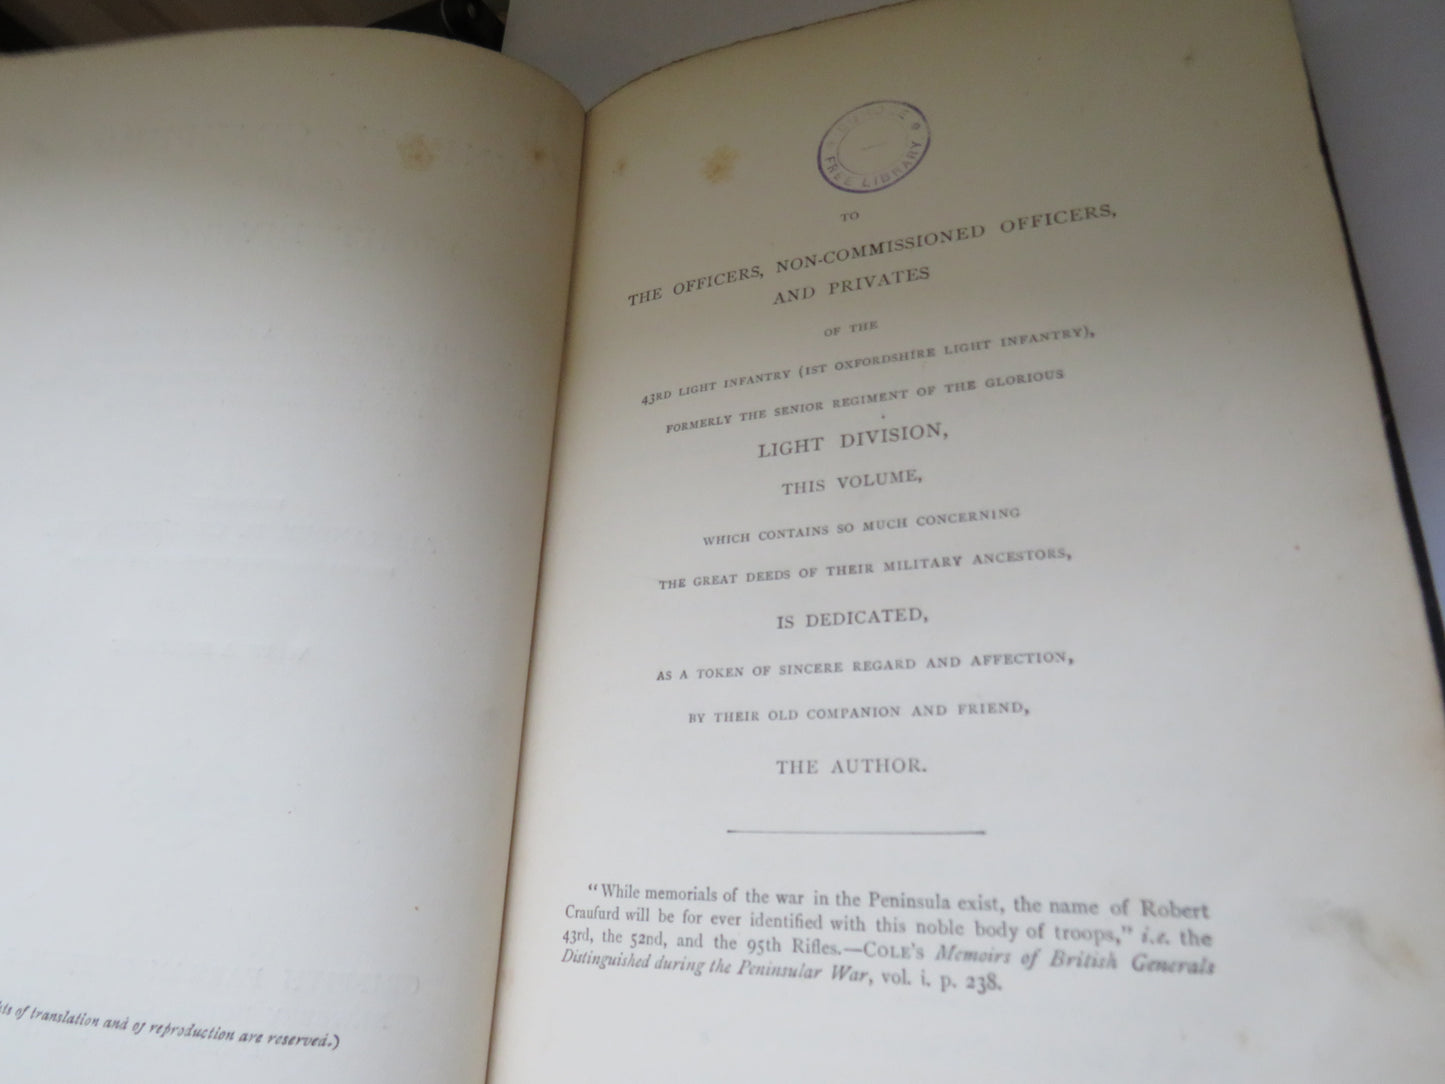 FREE LIBRARY
TO
THE OFFICERS, NON-COMMISSIONED OFFICERS,
AND PRIVATES
OF THE
43RD LIGHT INFANTRY (1ST OXFORDSHIRE LIGHT INFANTRY),
FORMERLY THE SENIOR REGIMENT OF THE GLORIOUS
LIGHT DIVISION,
THIS VOLUME,
WHICH CONTAINS SO MUCH CONCERNING
THE GREAT DEEDS OF THEIR MILITARY ANCESTORS,
IS DEDICATED,
AS A TOKEN OF SINCERE REGARD AND AFFECTION,
BY THEIR OLD COMPANION AND FRIEND,
THE AUTHOR.
"While memorials of the war in the Peninsula exist, the name of Robert
Craufurd will be for ever identified with this noble body of troops," i.e. the
43rd, the 52nd, and the 95th Rifles.—COLE'S Memoirs of British Generals
Distinguished during the Peninsular War, vol. i. p. 238.
of translation and of reproduction are reserved.)